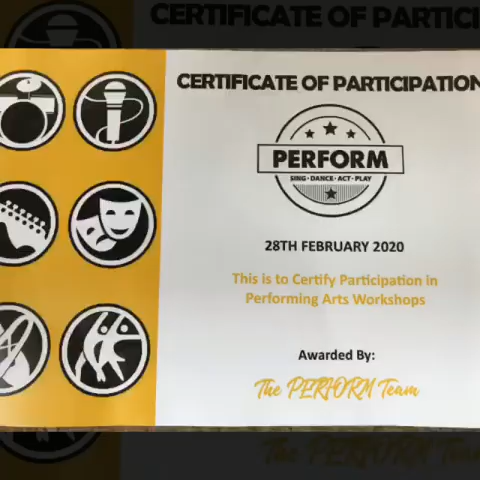 CERTIFICATE OF PARTICIPATION
PERFORM
SING · DANCE · ACT · PLAY
28TH FEBRUARY 2020
This is to Certify Participation in
Performing Arts Workshops
Awarded By:
The PERFORM Team